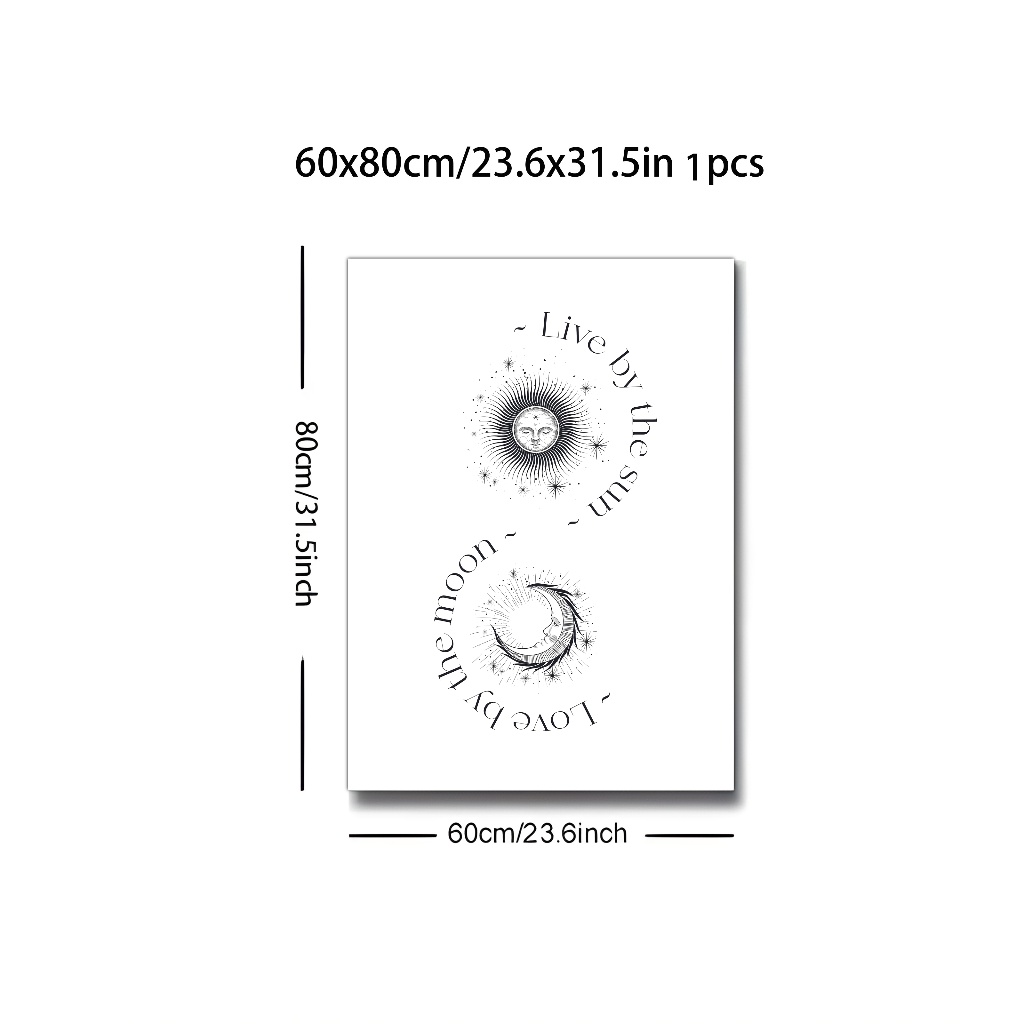 60x80cm/23.6x31.5in 1pcs
~ Live by the sun ~
80cm/31.5inch
~ Love by the moon ~
60cm/23.6inch